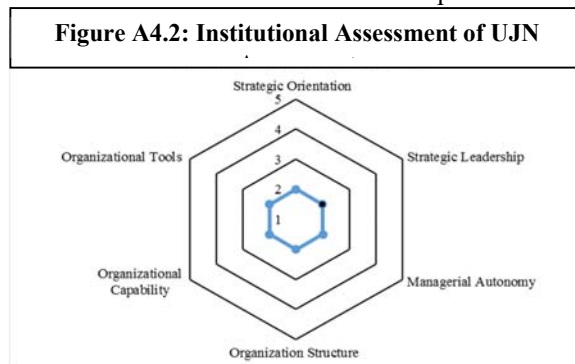 Figure A4.2: Institutional Assessment of UJN
Strategic Orientation
5
4
Organizational Tools
Strategic Leadership
3
2
1
Organizational
Capability
Managerial Autonomy
Organization Structure